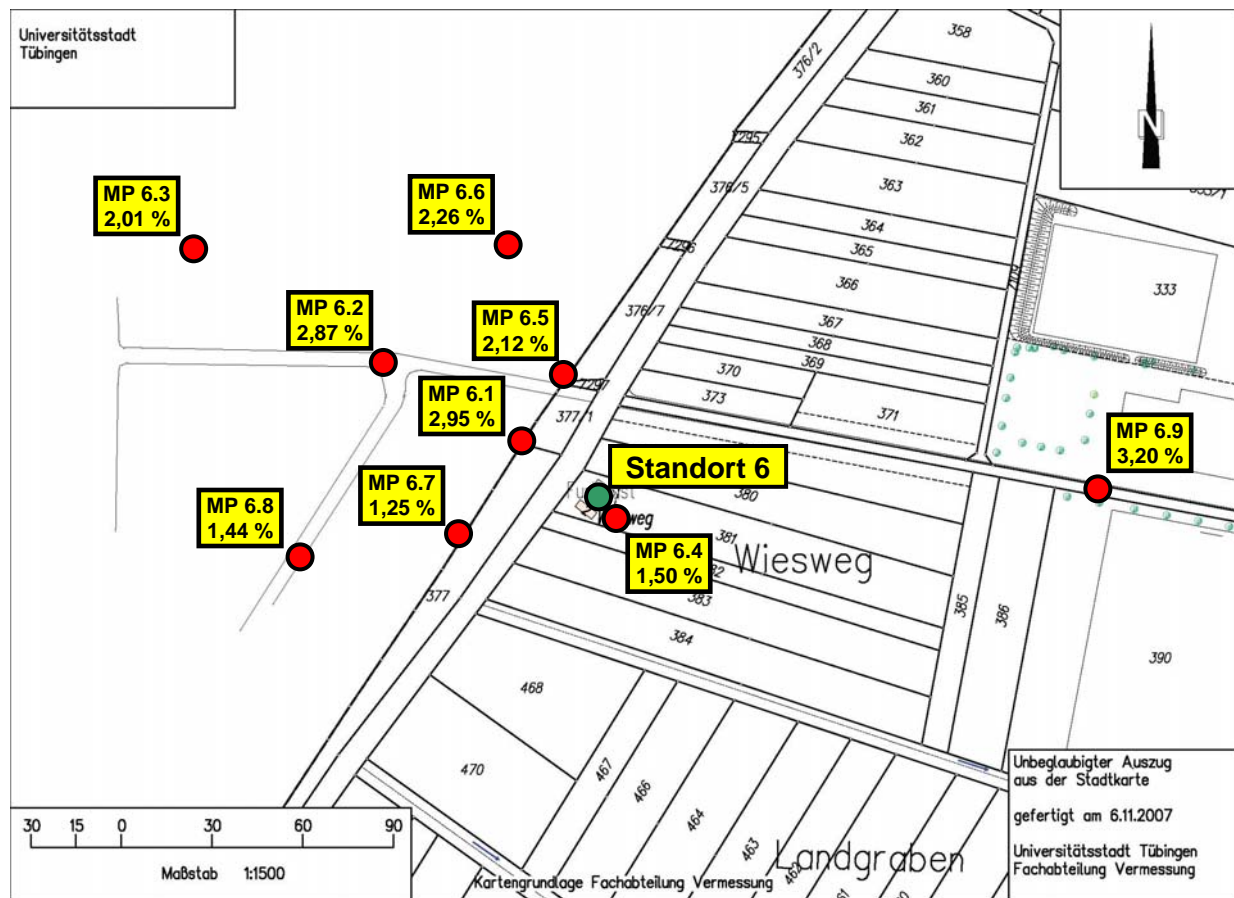 Universitätsstadt
Tübingen
N
358
360
361
362
363
364
365
366
367
368
369
370
371
373
376/2
7295
376/5
7296
376/7
7297
377/1
333
MP 6.3
2,01 %
MP 6.6
2,26 %
MP 6.2
2,87 %
MP 6.5
2,12 %
MP 6.1
2,95 %
MP 6.9
3,20 %
Standort 6
MP 6.7
1,25 %
MP 6.8
1,44 %
MP 6.4
1,50 %
380
381
Wiesweg
383
384
385
386
390
377
468
470
467
466
464
463
462
Landgraben
30 15 0 30 60 90
Maßstab 1:1500
Kartengrundlage Fachabteilung Vermessung
Unbeglaubigter Auszug
aus der Stadtkarte
gefertigt am 6.11.2007
Universitätsstadt Tübingen
Fachabteilung Vermessung